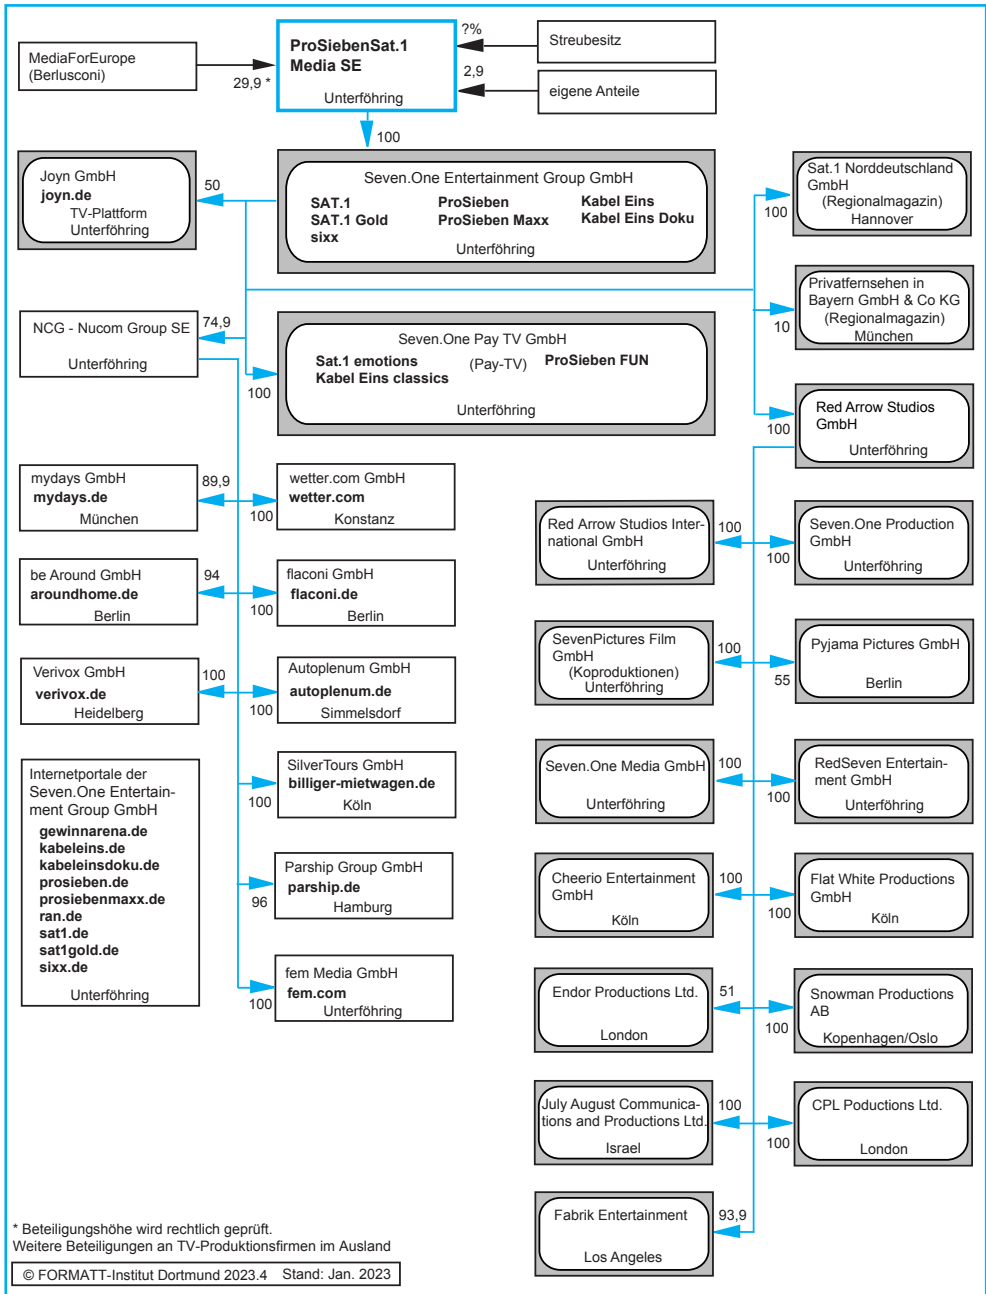 MediaForEurope
(Berlusconi)
29,9 *
ProSiebenSat.1
Media SE
Unterföhring
?%
Streubesitz
2,9
eigene Anteile
100
Joyn GmbH
joyn.de
TV-Plattform
Unterföhring
50
Seven.One Entertainment Group GmbH
SAT.1 ProSieben Kabel Eins
SAT.1 Gold ProSieben Maxx Kabel Eins Doku
sixx
Unterföhring
100
Sat.1 Norddeutschland
GmbH
(Regionalmagazin)
Hannover
10
Privatfernsehen in
Bayern GmbH & Co KG
(Regionalmagazin)
München
NCG - Nucom Group SE
Unterföhring
74,9
100
Seven.One Pay TV GmbH
Sat.1 emotions (Pay-TV) ProSieben FUN
Kabel Eins classics
Unterföhring
100
Red Arrow Studios
GmbH
Unterföhring
mydays GmbH
mydays.de
München
89,9
100
wetter.com GmbH
wetter.com
Konstanz
Red Arrow Studios Inter-
national GmbH
Unterföhring
100
100
Seven.One Production
GmbH
Unterföhring
be Around GmbH
aroundhome.de
Berlin
94
100
flaconi GmbH
flaconi.de
Berlin
SevenPictures Film
GmbH
(Koproduktionen)
Unterföhring
100
55
Pyjama Pictures GmbH
Berlin
Verivox GmbH
verivox.de
Heidelberg
100
100
Autoplenum GmbH
autoplenum.de
Simmelsdorf
Seven.One Media GmbH
Unterföhring
100
100
RedSeven Entertain-
ment GmbH
Unterföhring
Internetportale der
Seven.One Entertain-
ment Group GmbH
gewinnarena.de
kabeleins.de
kabeleinsdoku.de
prosieben.de
prosiebenmaxx.de
ran.de
sat1.de
sat1gold.de
sixx.de
Unterföhring
100
SilverTours GmbH
billiger-mietwagen.de
Köln
96
Parship Group GmbH
parship.de
Hamburg
100
fem Media GmbH
fem.com
Unterföhring
Cheerio Entertainment
GmbH
Köln
100
100
Flat White Productions
GmbH
Köln
Endor Productions Ltd.
London
51
100
Snowman Productions
AB
Kopenhagen/Oslo
July August Communica-
tions and Productions Ltd.
Israel
100
100
CPL Poductions Ltd.
London
Fabrik Entertainment
Los Angeles
93,9
* Beteiligungshöhe wird rechtlich geprüft.
Weitere Beteiligungen an TV-Produktionsfirmen im Ausland
© FORMATT-Institut Dortmund 2023.4 Stand: Jan. 2023